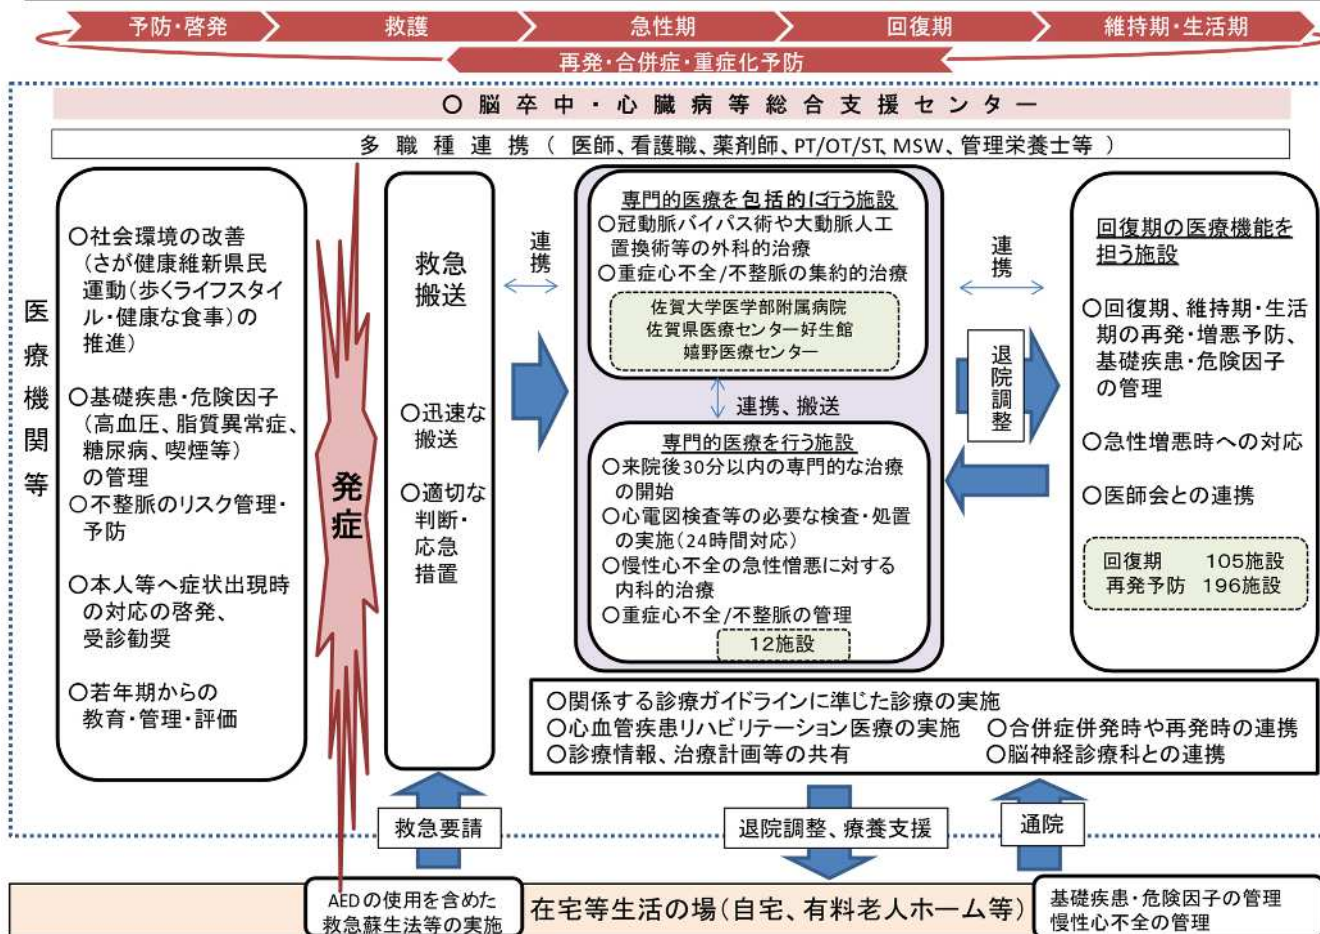 予防・啓発
救護
急性期
回復期
維持期・生活期
再発・合併症・重症化予防
○脳卒中・心臓病等総合支援センター
多職種連携（医師、看護職、薬剤師、PT/OT/ST、MSW、管理栄養士等）
医療機関等
○社会環境の改善
（さが健康維新県民
運動（歩くライフスタイ
ル・健康な食事）の
推進）
○基礎疾患・危険因子
（高血圧、脂質異常症、
糖尿病、喫煙等）
の管理
○不整脈のリスク管理・
予防
○本人等へ症状出現時
の対応の啓発、
受診勧奨
○若年期からの
教育・管理・評価
発症
救急
搬送
○迅速な
搬送
○適切な
判断・
応急
措置
連携
専門的医療を包括的に行う施設
○冠動脈バイパス術や大動脈人工
置換術等の外科的治療
○重症心不全/不整脈の集約的治療
佐賀大学医学部附属病院
佐賀県医療センター好生館
嬉野医療センター
連携、搬送
専門的医療を行う施設
○来院後30分以内の専門的な治療
の開始
○心電図検査等の必要な検査・処置
の実施（24時間対応）
○慢性心不全の急性憎悪に対する
内科的治療
○重症心不全/不整脈の管理
12施設
連携
退院調整
回復期の医療機能を
担う施設
○回復期、維持期・生活
期の再発・増悪予防、
基礎疾患・危険因子
の管理
○急性増悪時への対応
○医師会との連携
回復期 105施設
再発予防 196施設
○関係する診療ガイドラインに準じた診療の実施
○心血管疾患リハビリテーション医療の実施 ○合併症併発時や再発時の連携
○診療情報、治療計画等の共有 ○脳神経診療科との連携
救急要請
退院調整、療養支援
通院
AEDの使用を含めた
救急蘇生法等の実施
在宅等生活の場（自宅、有料老人ホーム等）
基礎疾患・危険因子の管理
慢性心不全の管理